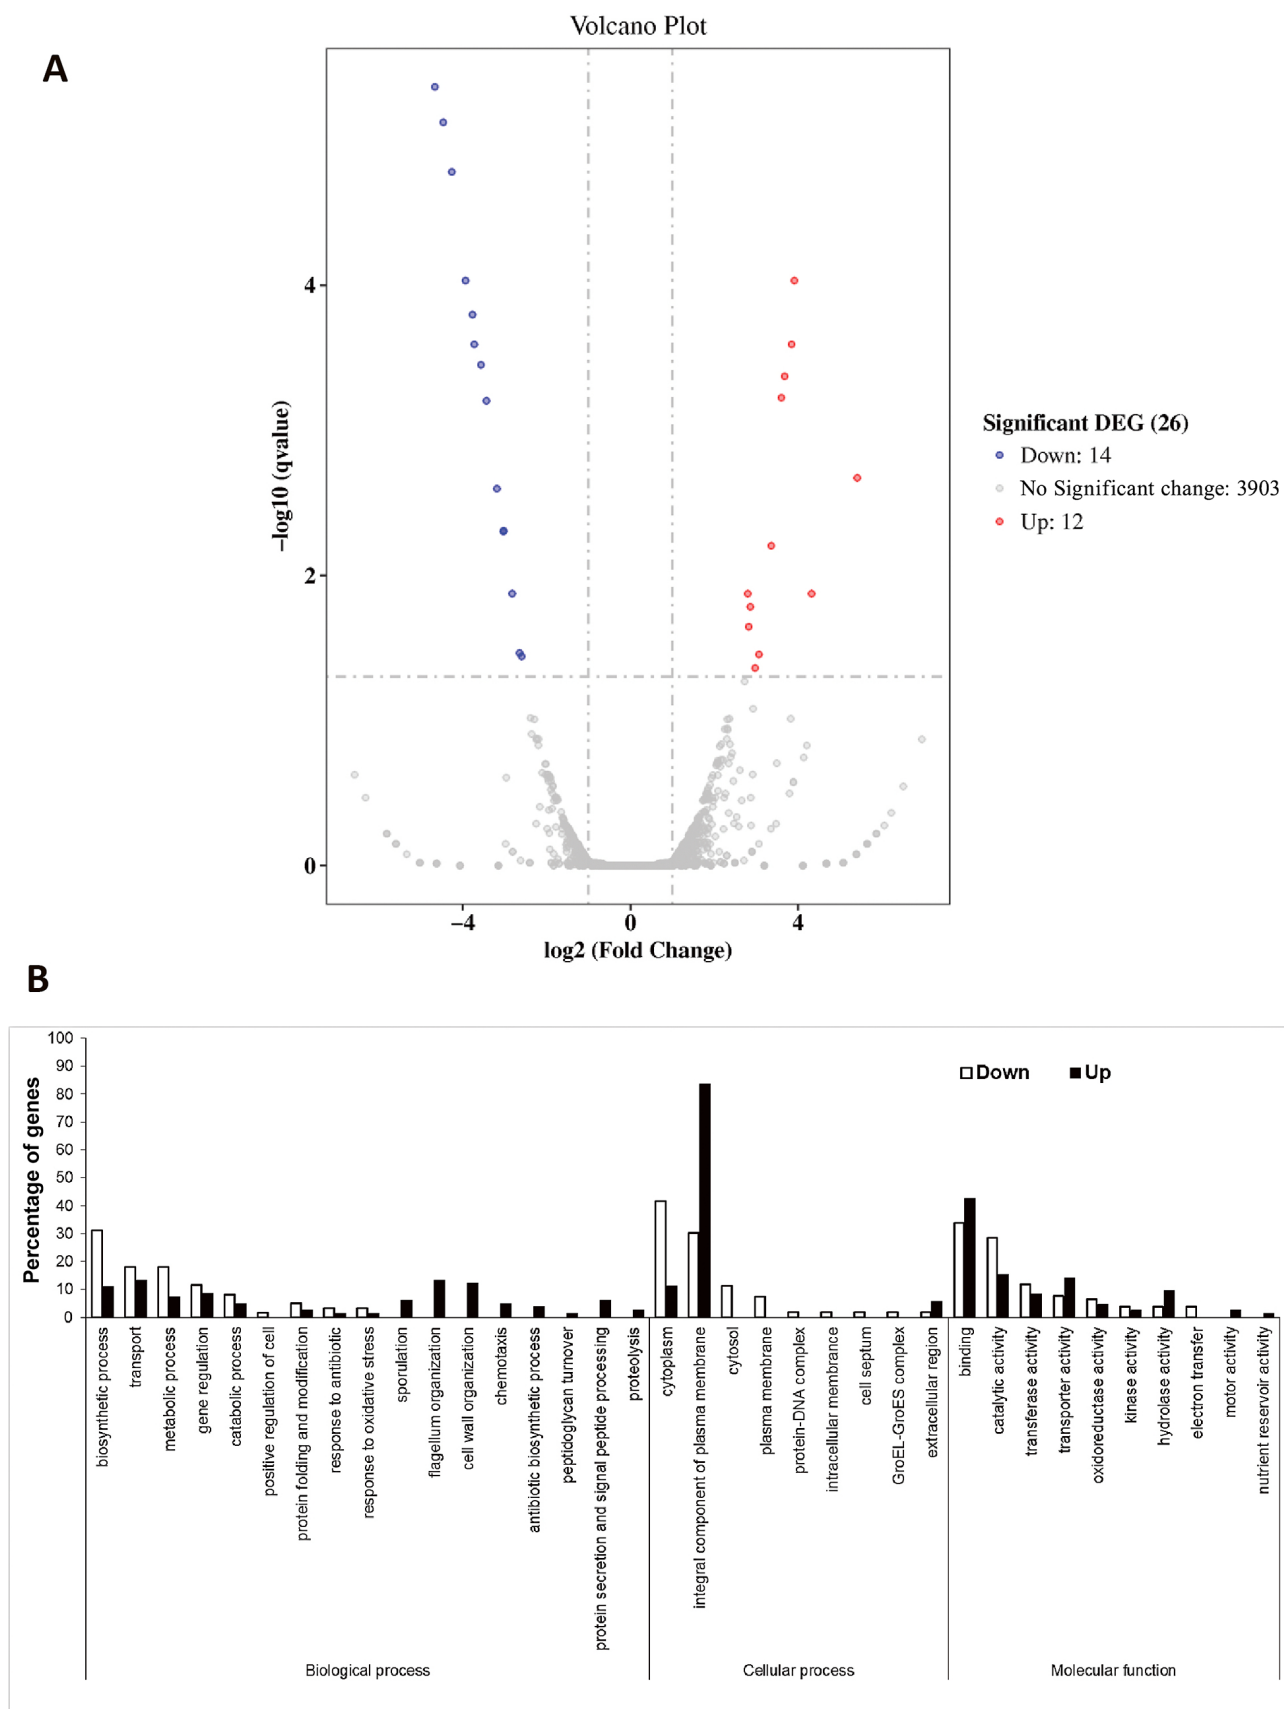 Volcano Plot
A
4
2
0
−log10 (qvalue)
−4
0
4
log2 (Fold Change)
Significant DEG (26)
Down: 14
No Significant change: 3903
Up: 12
B
100
90
80
70
60
50
40
30
20
10
0
Percentage of genes
Down
Up
biosynthetic process
transport
metabolic process
gene regulation
catabolic process
positive regulation of cell
protein folding and modification
response to antibiotic
response to oxidative stress
sporulation
flagellum organization
cell wall organization
chemotaxis
antibiotic biosynthetic process
peptidoglycan turnover
protein secretion and signal peptide processing
proteolysis
cytoplasm
integral component of plasma membrane
cytosol
plasma membrane
protein-DNA complex
intracellular membrance
cell septum
GroEL-GroES complex
extracellular region
binding
catalytic activity
transferase activity
transporter activity
oxidoreductase activity
kinase activity
hydrolase activity
electron transfer
motor activity
nutrient reservoir activity
Biological process
Cellular process
Molecular function